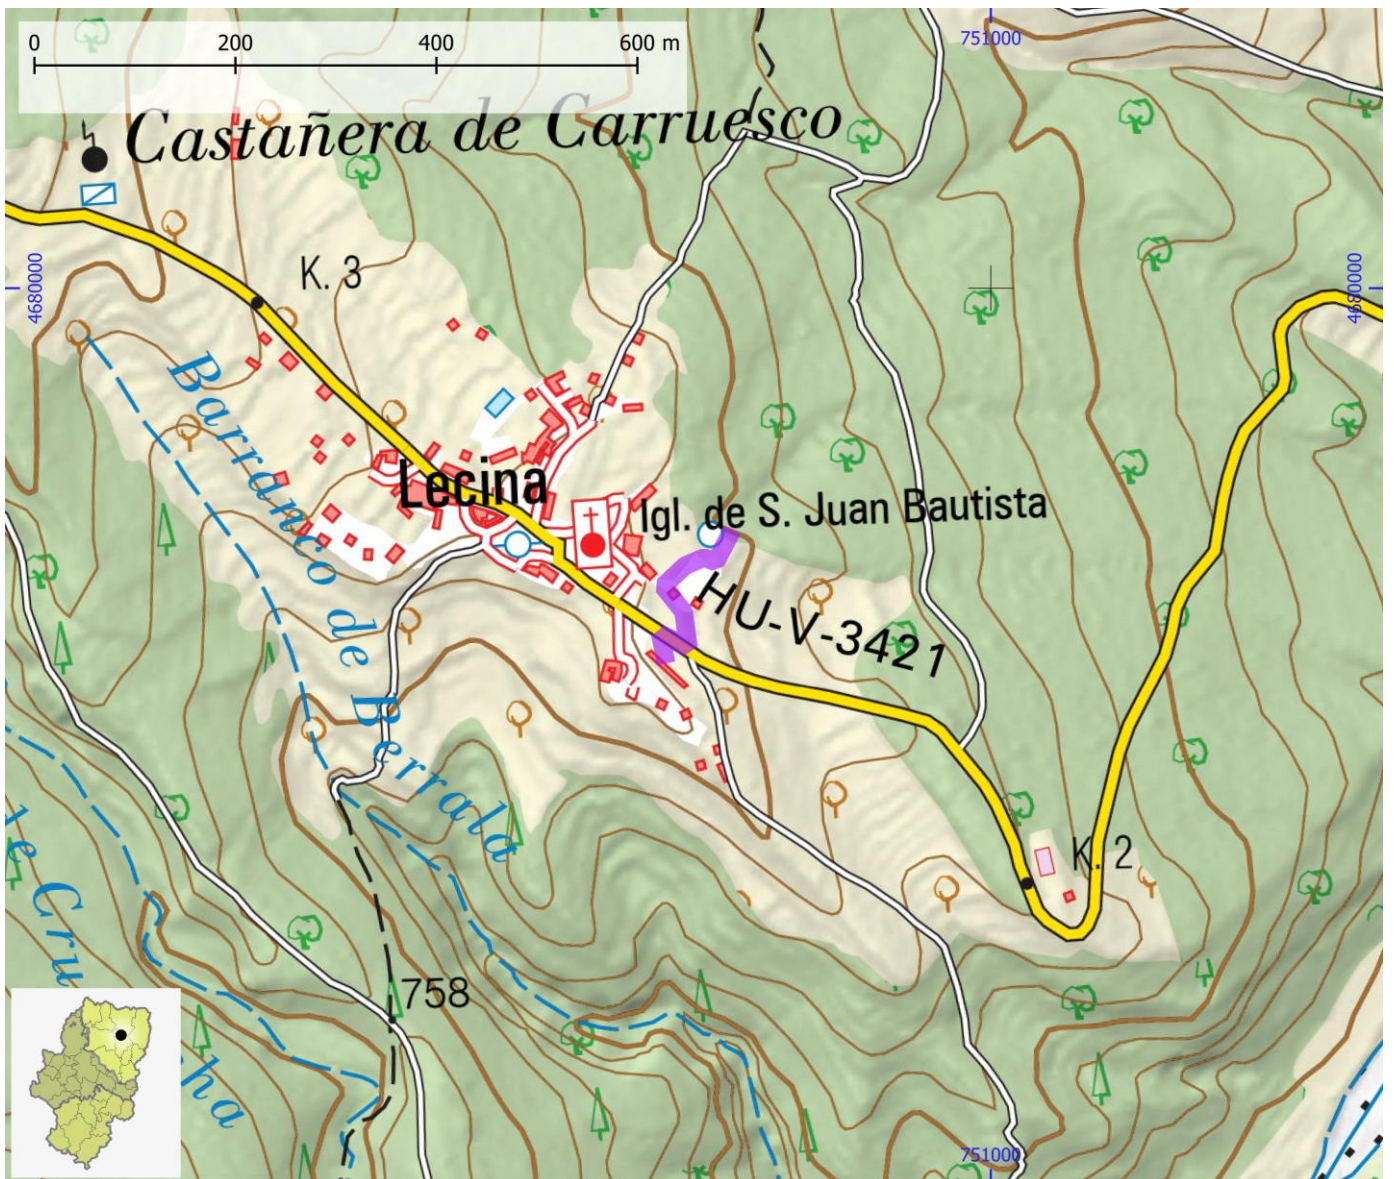 0 200 400 600 m
751000
Castañera de Carruesco
K. 3
4680000
4680000
Barranco de Berrala
Lecina
Igl. de S. Juan Bautista
HU-V-3421
K. 2
758
751000